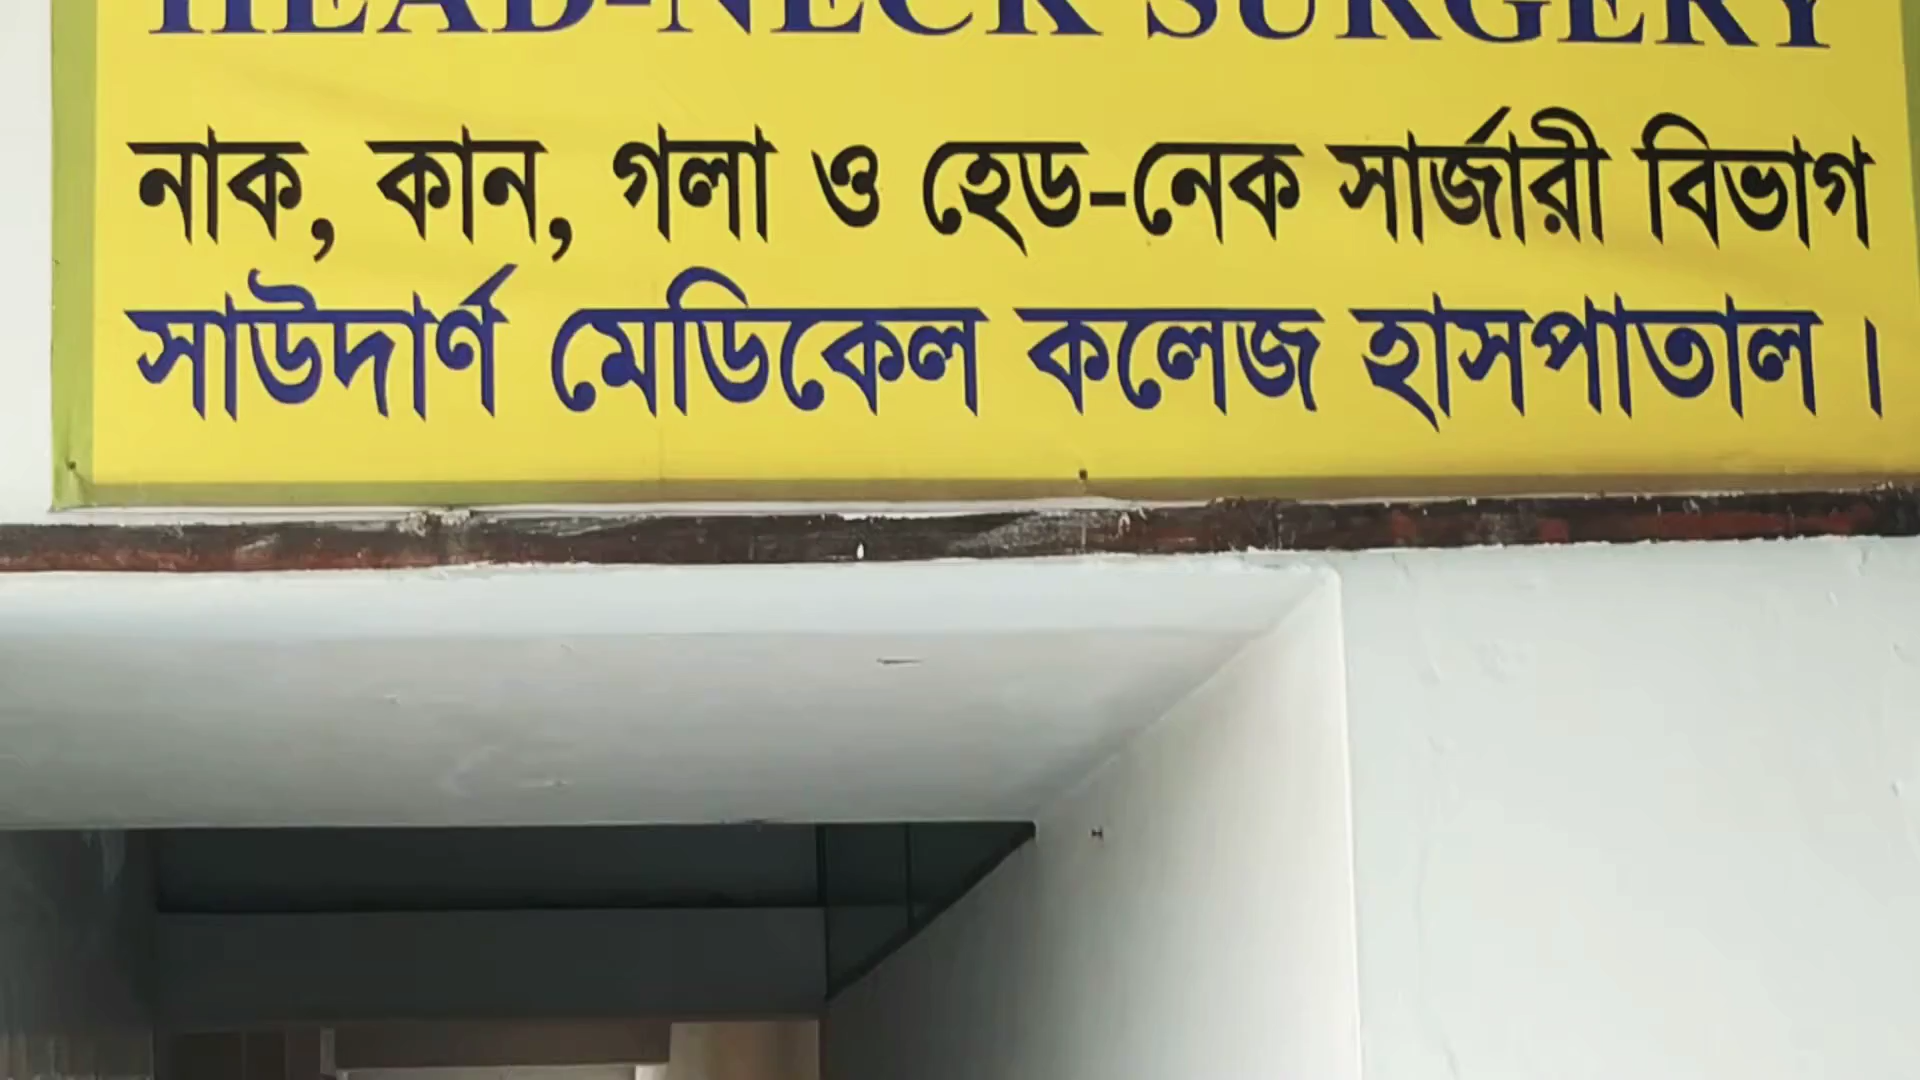 HEAD-NECK SURGERY
নাক, কান, গলা ও হেড-নেক সার্জারী বিভাগ
সাউদার্ণ মেডিকেল কলেজ হাসপাতাল।